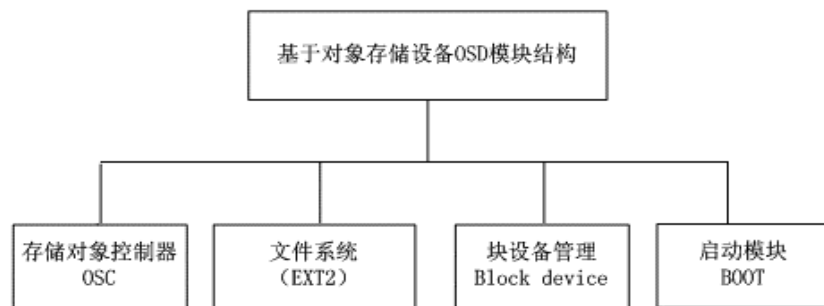 基于对象存储设备OSD模块结构
存储对象控制器
OSC
文件系统
（EXT2）
块设备管理
Block device
启动模块
BOOT